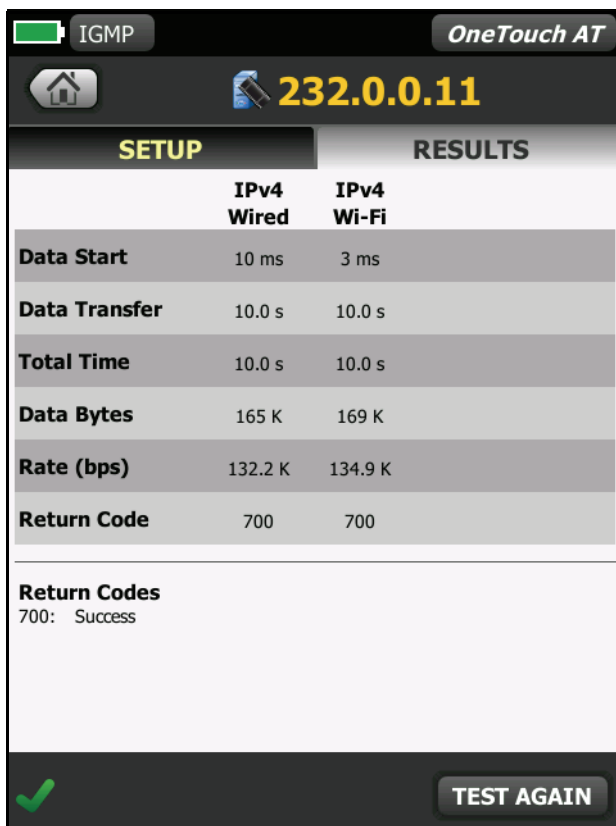 IGMP OneTouch AT
232.0.0.11
SETUP RESULTS
IPv4 IPv4
Wired Wi-Fi
Data Start 10 ms 3 ms
Data Transfer 10.0 s 10.0 s
Total Time 10.0 s 10.0 s
Data Bytes 165 K 169 K
Rate (bps) 132.2 K 134.9 K
Return Code 700 700
Return Codes
700: Success
TEST AGAIN